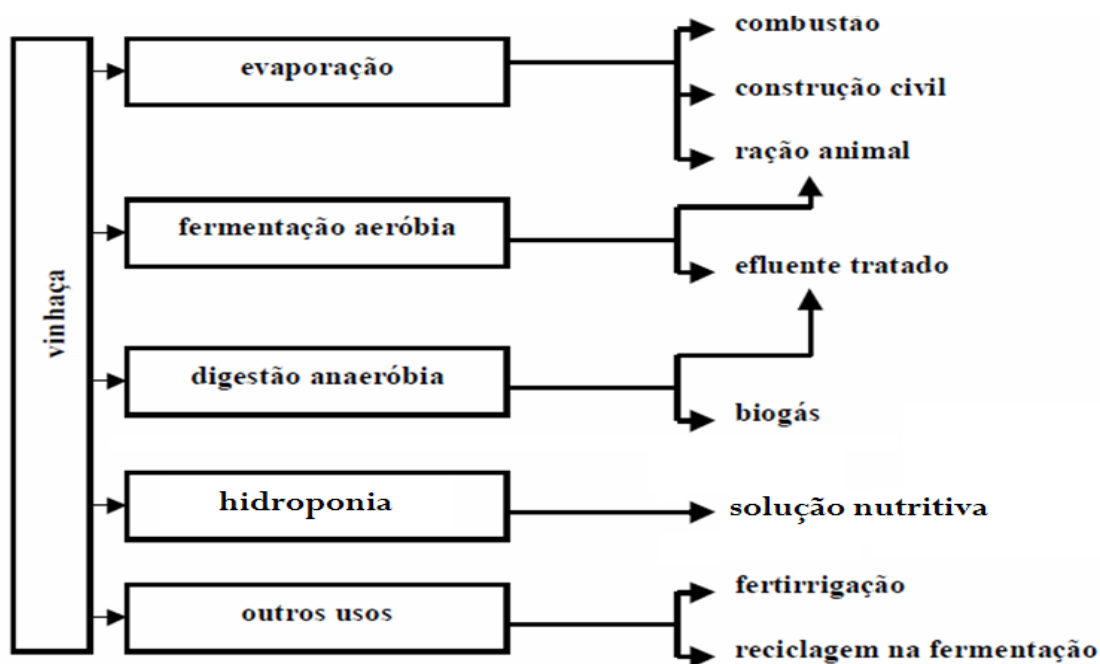 vinhaça
evaporação
combustão
construção civil
ração animal
fermentação aeróbia
efluente tratado
digestão anaeróbia
biogás
hidroponia
solução nutritiva
outros usos
fertirrigação
reciclagem na fermentação